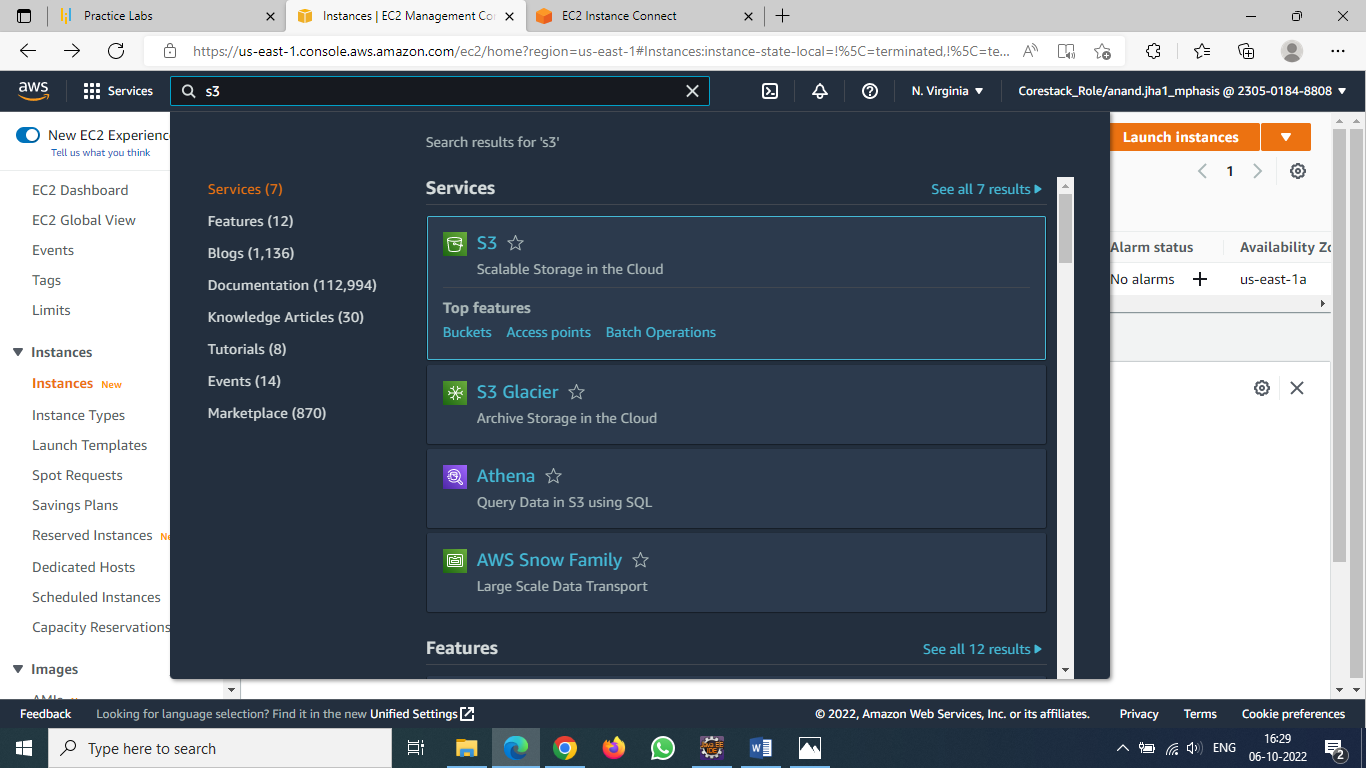 Practice Labs
Instances | EC2 Management Co
EC2 Instance Connect
https://us-east-1.console.aws.amazon.com/ec2/home?region=us-east-1#Instances:instance-state-local=!%5C=terminated,!%5C=te...
aws
Services
s3
N. Virginia
Corestack_Role/anand.jha1_mphasis @ 2305-0184-8808
New EC2 Experienc
Tell us what you think
EC2 Dashboard
EC2 Global View
Events
Tags
Limits
Instances
Instances New
Instance Types
Launch Templates
Spot Requests
Savings Plans
Reserved Instances Ne
Dedicated Hosts
Scheduled Instances
Capacity Reservations
Images
AMIs
Search results for 's3'
Services (7)
Features (12)
Blogs (1,136)
Documentation (112,994)
Knowledge Articles (30)
Tutorials (8)
Events (14)
Marketplace (870)
Services
See all 7 results
S3
Scalable Storage in the Cloud
Top features
Buckets Access points Batch Operations
S3 Glacier
Archive Storage in the Cloud
Athena
Query Data in S3 using SQL
AWS Snow Family
Large Scale Data Transport
Features
See all 12 results
Launch instances
1
Alarm status Availability Zo
No alarms + us-east-1a
Feedback Looking for language selection? Find it in the new Unified Settings
© 2022, Amazon Web Services, Inc. or its affiliates. Privacy Terms Cookie preferences
Type here to search
ENG
16:29
06-10-2022
2